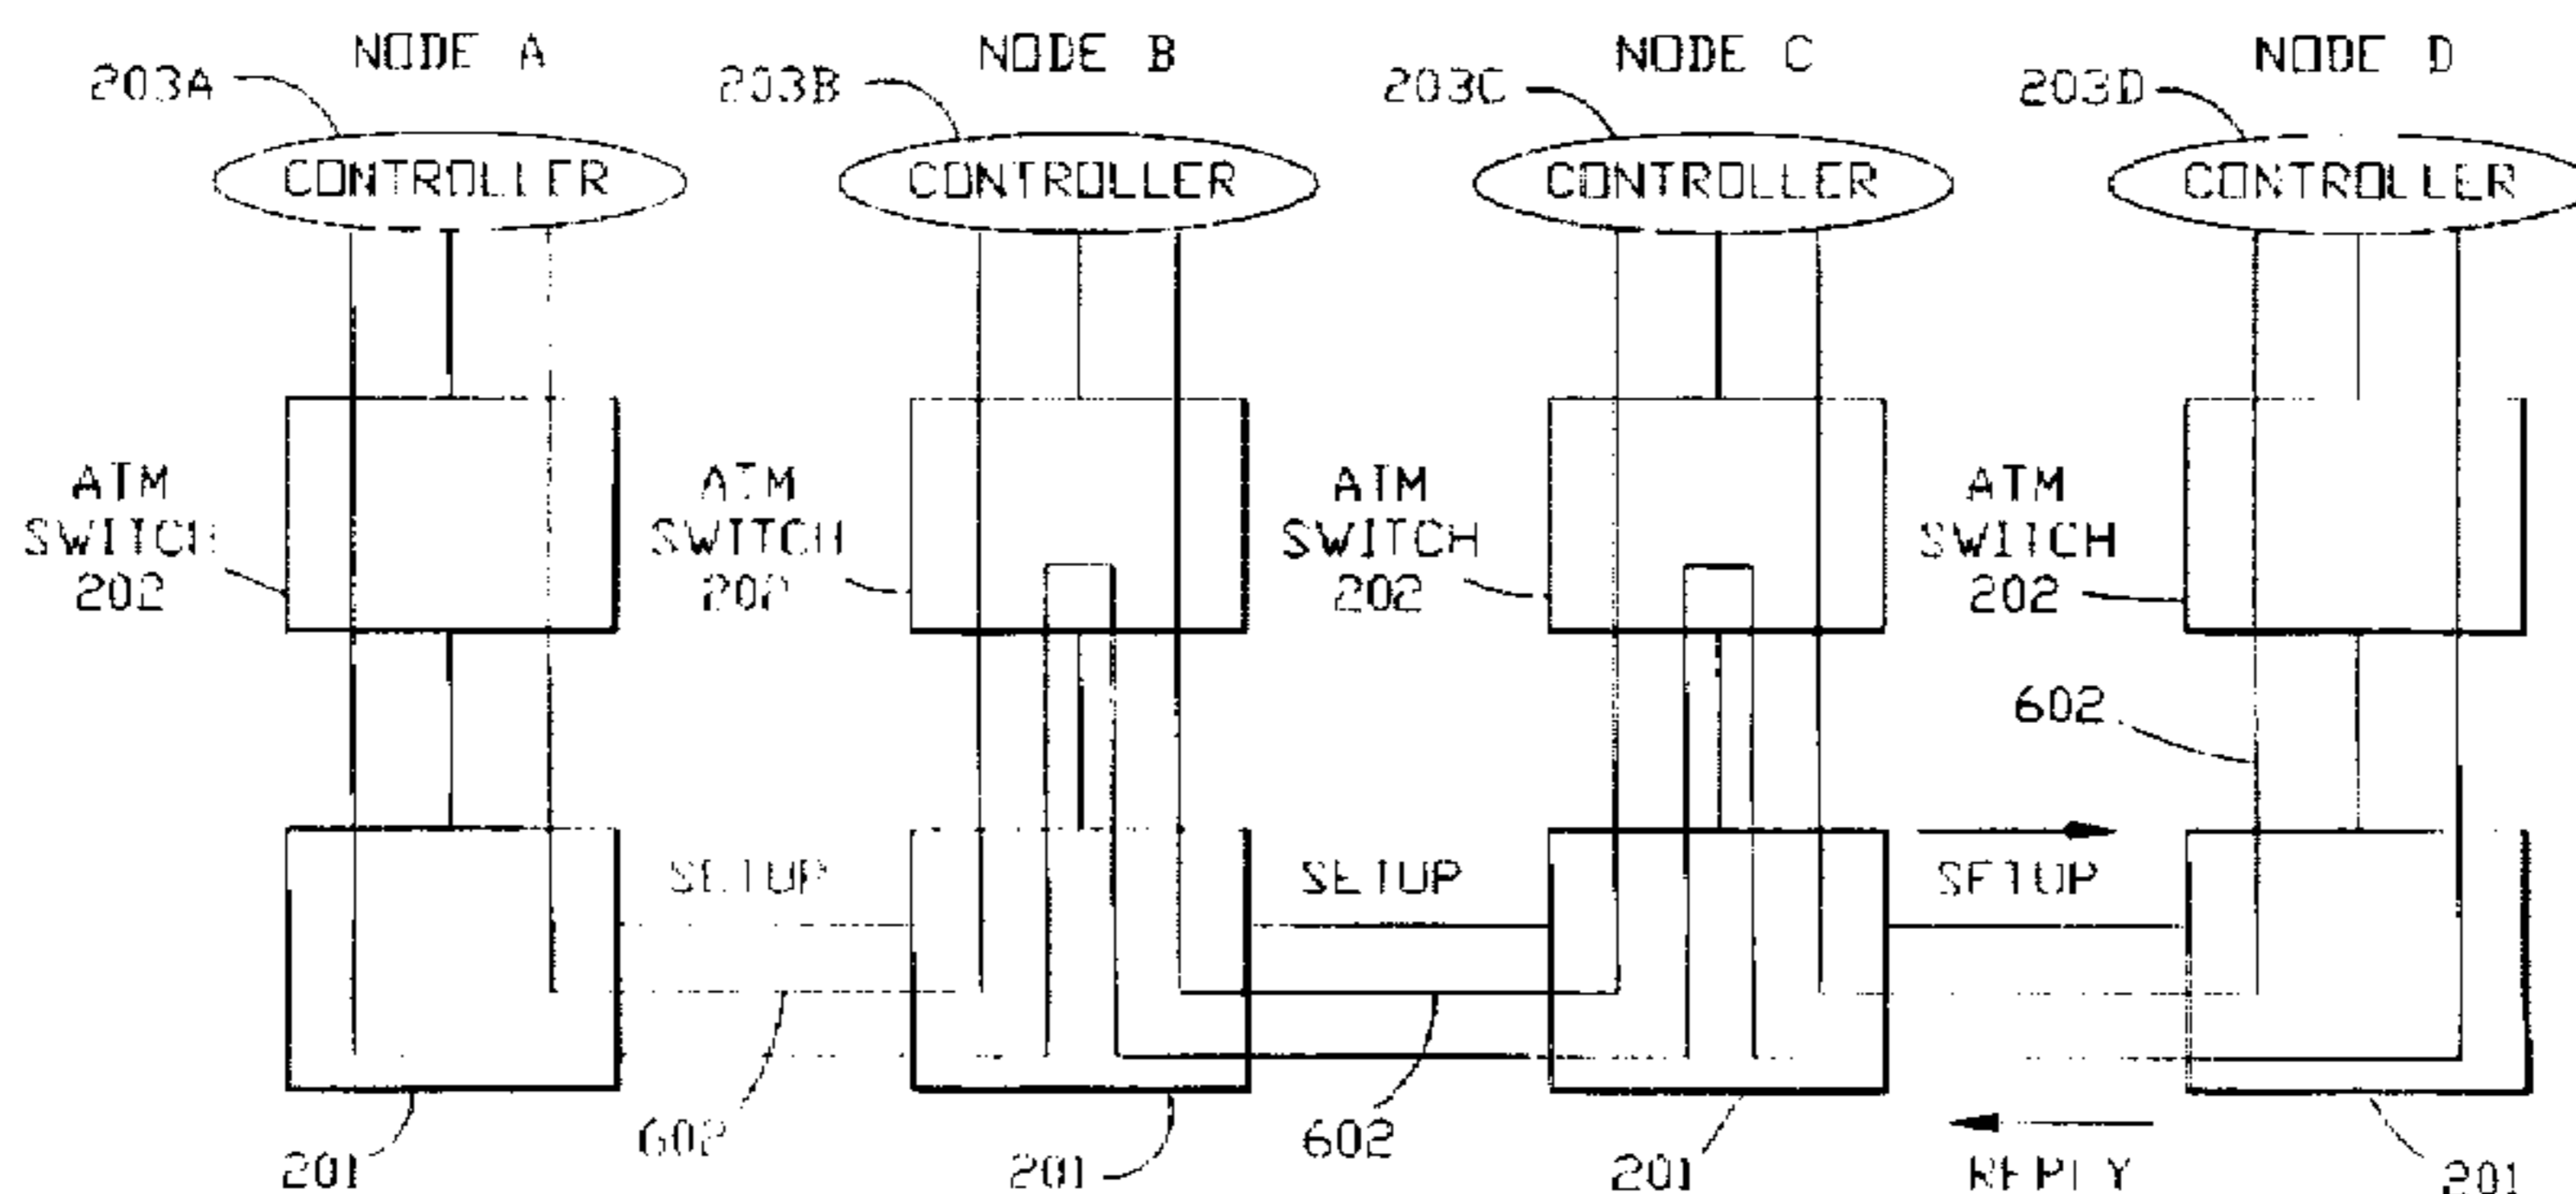 NODE A
NODE B
NODE C
NODE D
203A
203B
203C
203D
CONTROLLER
CONTROLLER
CONTROLLER
CONTROLLER
ATM
SWITCH
202
ATM
SWITCH
202
ATM
SWITCH
202
ATM
SWITCH
202
602
SETUP
SETUP
SETUP
602
602
201
201
201
REPLY
201